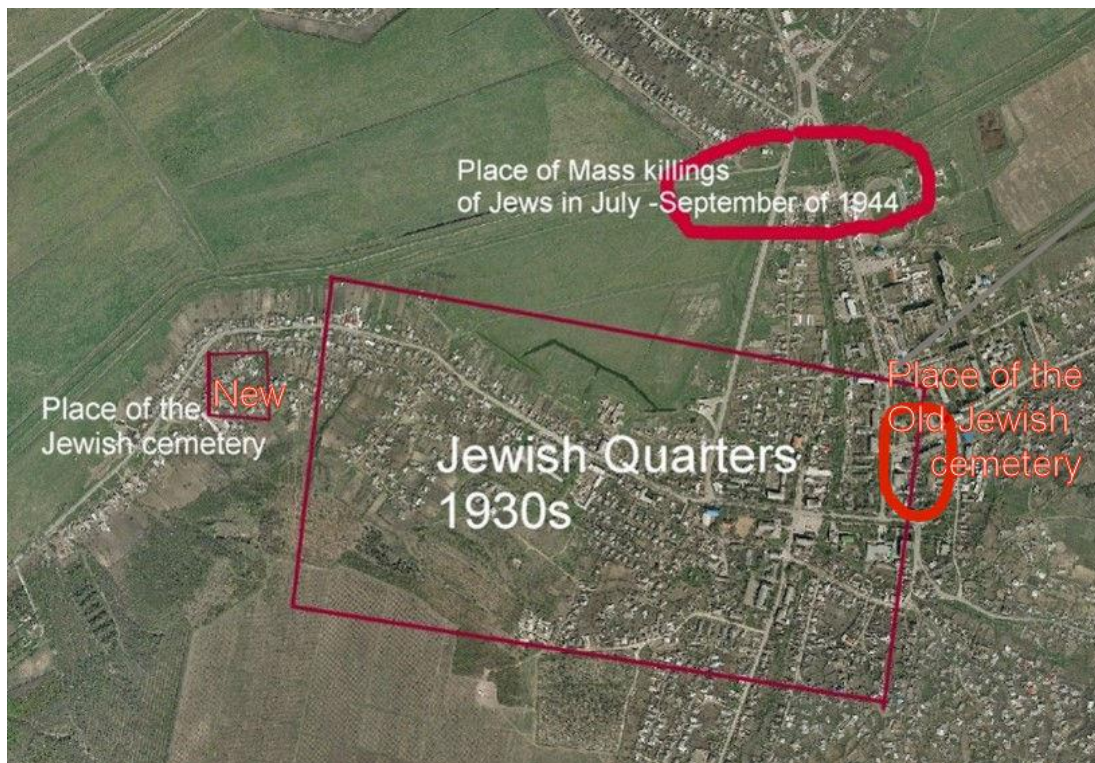 Place of Mass killings
of Jews in July -September of 1944
Place of the
Jewish cemetery
New
Jewish Quarters
1930s
Place of the
Old Jewish
cemetery